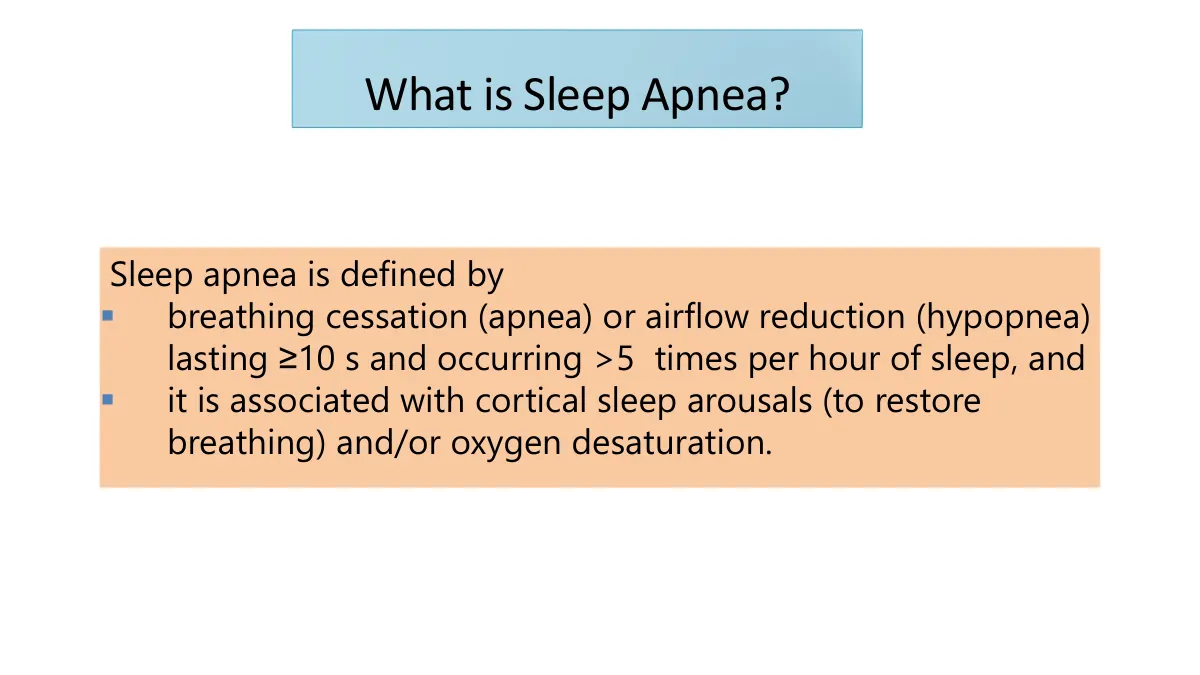 What is Sleep Apnea?
Sleep apnea is defined by
▪ breathing cessation (apnea) or airflow reduction (hypopnea)
lasting ≥10 s and occurring >5  times per hour of sleep, and
▪ it is associated with cortical sleep arousals (to restore
breathing) and/or oxygen desaturation.